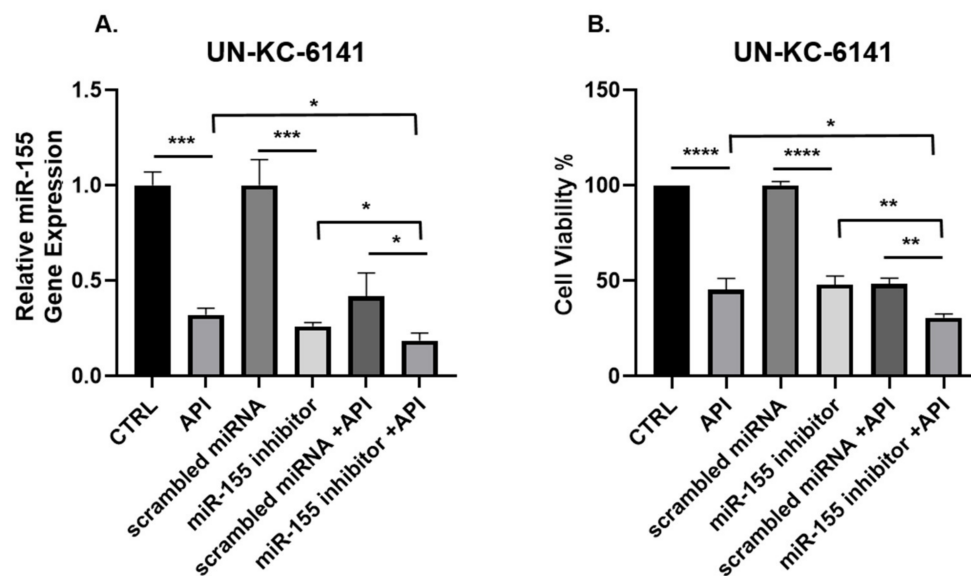 A.
UN-KC-6141
Relative miR-155
Gene Expression
1.5
1.0
0.5
0.0
*
***
***
*
*
CTRL
API
scrambled miRNA
miR-155 inhibitor
scrambled miRNA +API
miR-155 inhibitor +API
B.
UN-KC-6141
Cell Viability %
150
100
50
0
*
****
****
**
**
CTRL
API
scrambled miRNA
miR-155 inhibitor
scrambled miRNA +API
miR-155 inhibitor +API